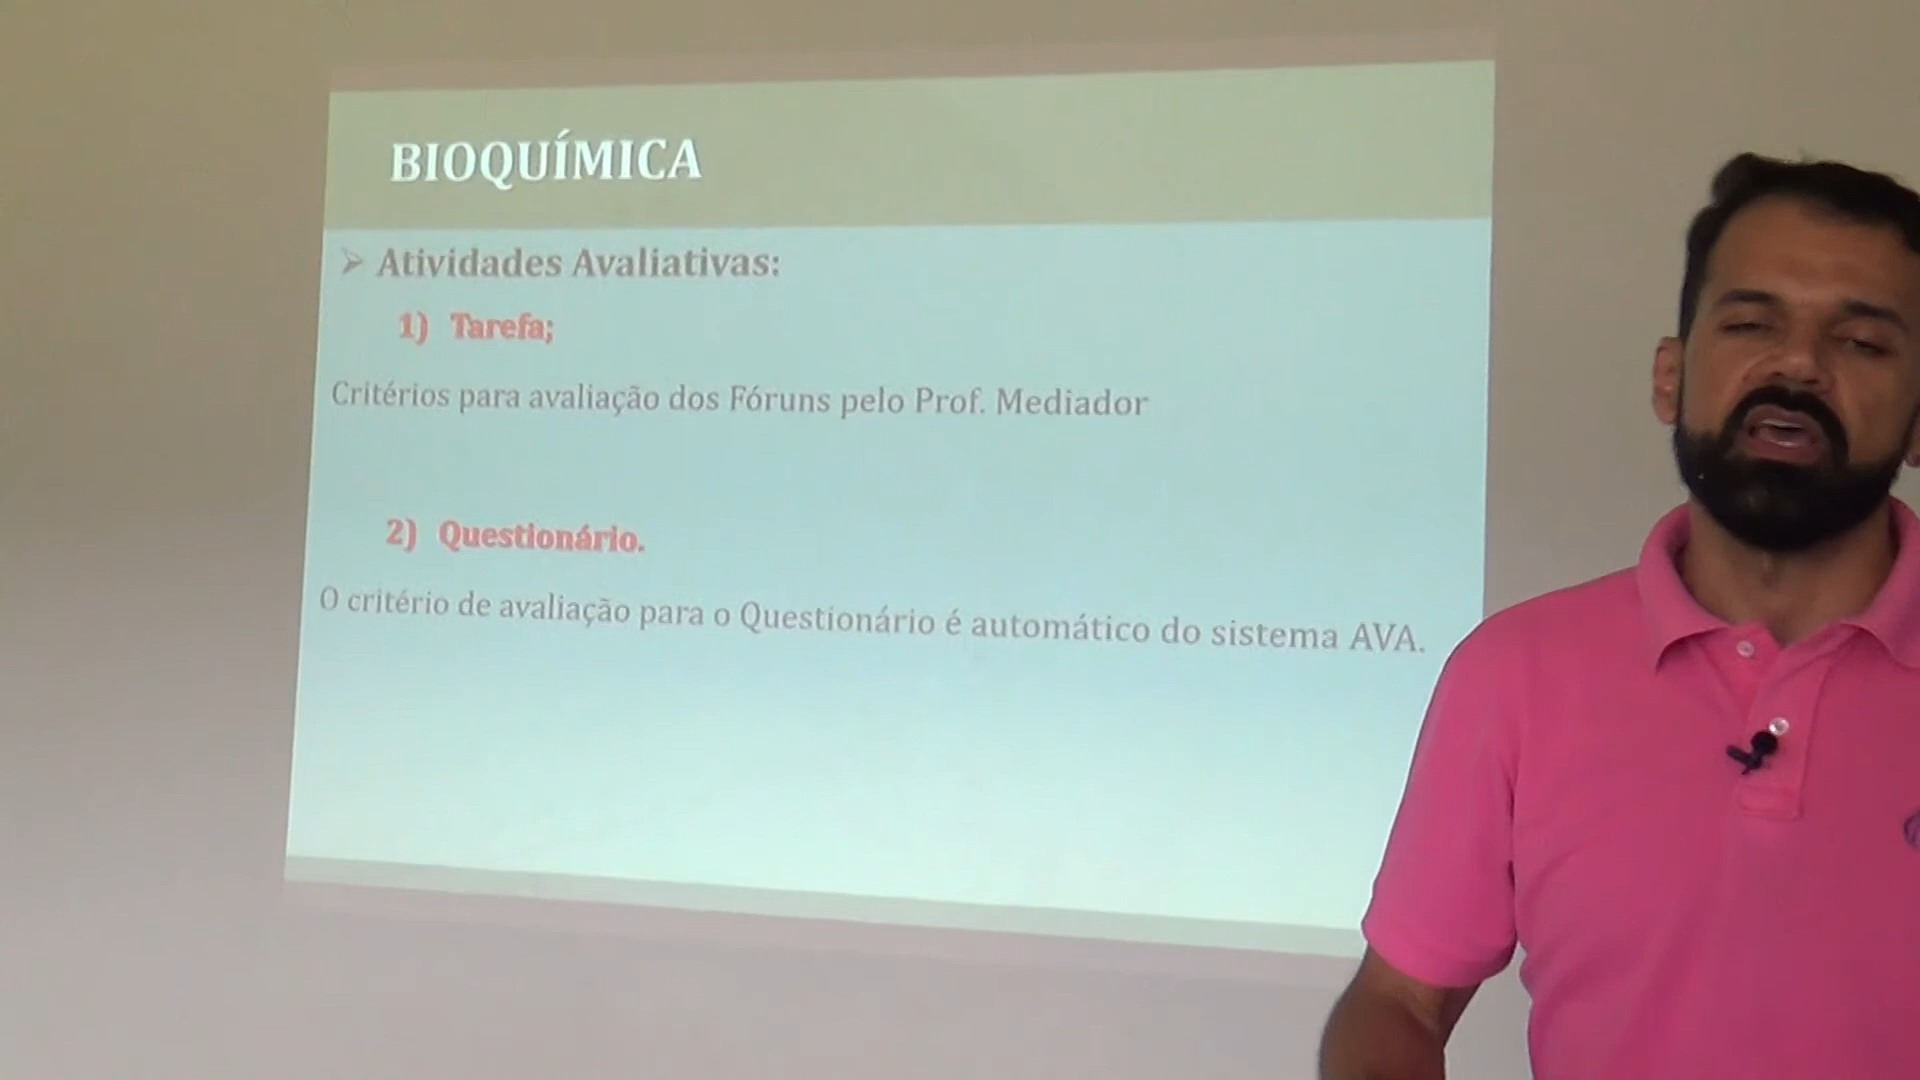 BIOQUÍMICA
Atividades Avaliativas:
1) Tarefa;
Critérios para avaliação dos Fóruns pelo Prof. Mediador
2) Questionário.
O critério de avaliação para o Questionário é automático do sistema AVA.